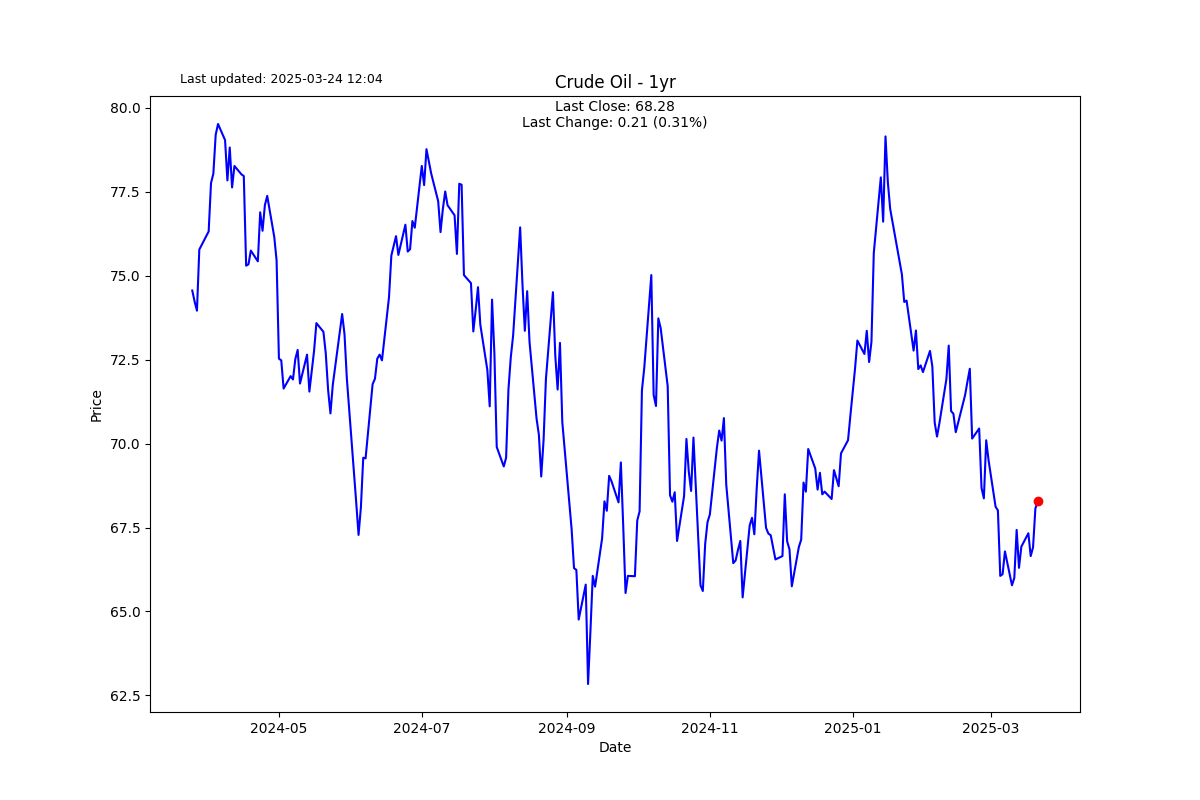 Last updated: 2025-03-24 12:04
Crude Oil - 1yr
Last Close: 68.28
Last Change: 0.21 (0.31%)
80.0
77.5
75.0
72.5
70.0
67.5
65.0
62.5
Price
2024-05
2024-07
2024-09
2024-11
2025-01
2025-03
Date